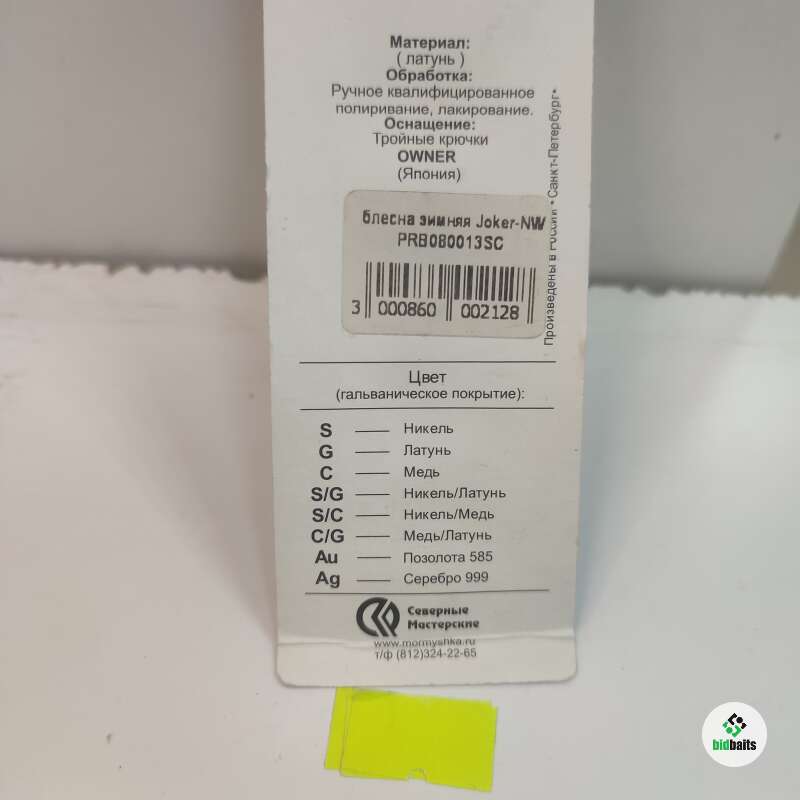 Материал:
( латунь )
Обработка:
Ручное квалифицированное
полиривание, лакирование.
Оснащение:
Тройные крючки
OWNER
(Япония)
блесна зимняя Joker-NW
PRB080013SC
3 000860 002128
Произведены в России • Санкт-Петербург•
Цвет
(гальваническое покрытие):
S — Никель
G — Латунь
C — Медь
S/G — Никель/Латунь
S/C — Никель/Медь
C/G — Медь/Латунь
Au — Позолота 585
Ag — Серебро 999
Северные
Мастерские
www.mormyshka.ru
т/ф (812)324-22-65
bidbaits